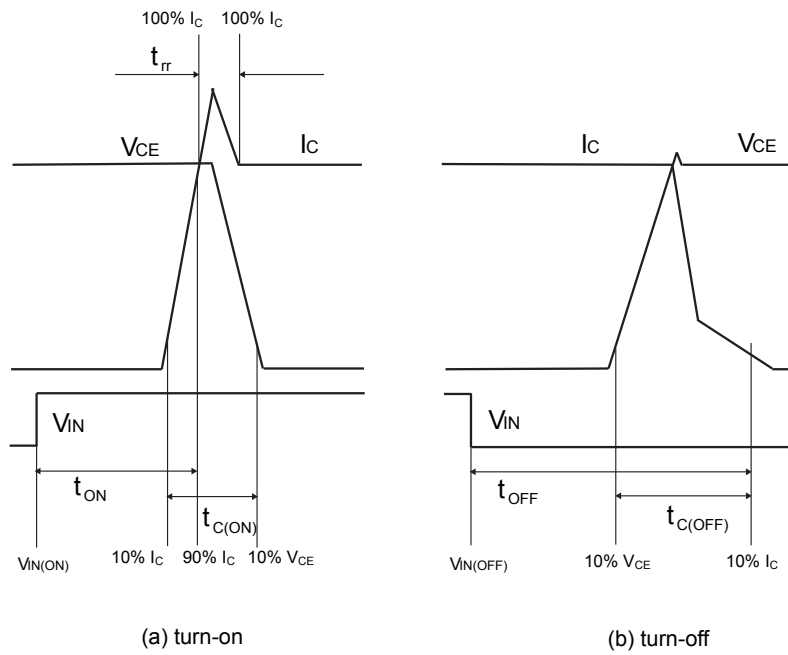 100% IC 100% IC
trr
VCE IC
IC VCE
VIN
VIN
tON
tOFF
tC(ON)
tC(OFF)
VIN(ON) 10% IC 90% IC 10% VCE
VIN(OFF) 10% VCE 10% IC
(a) turn-on
(b) turn-off